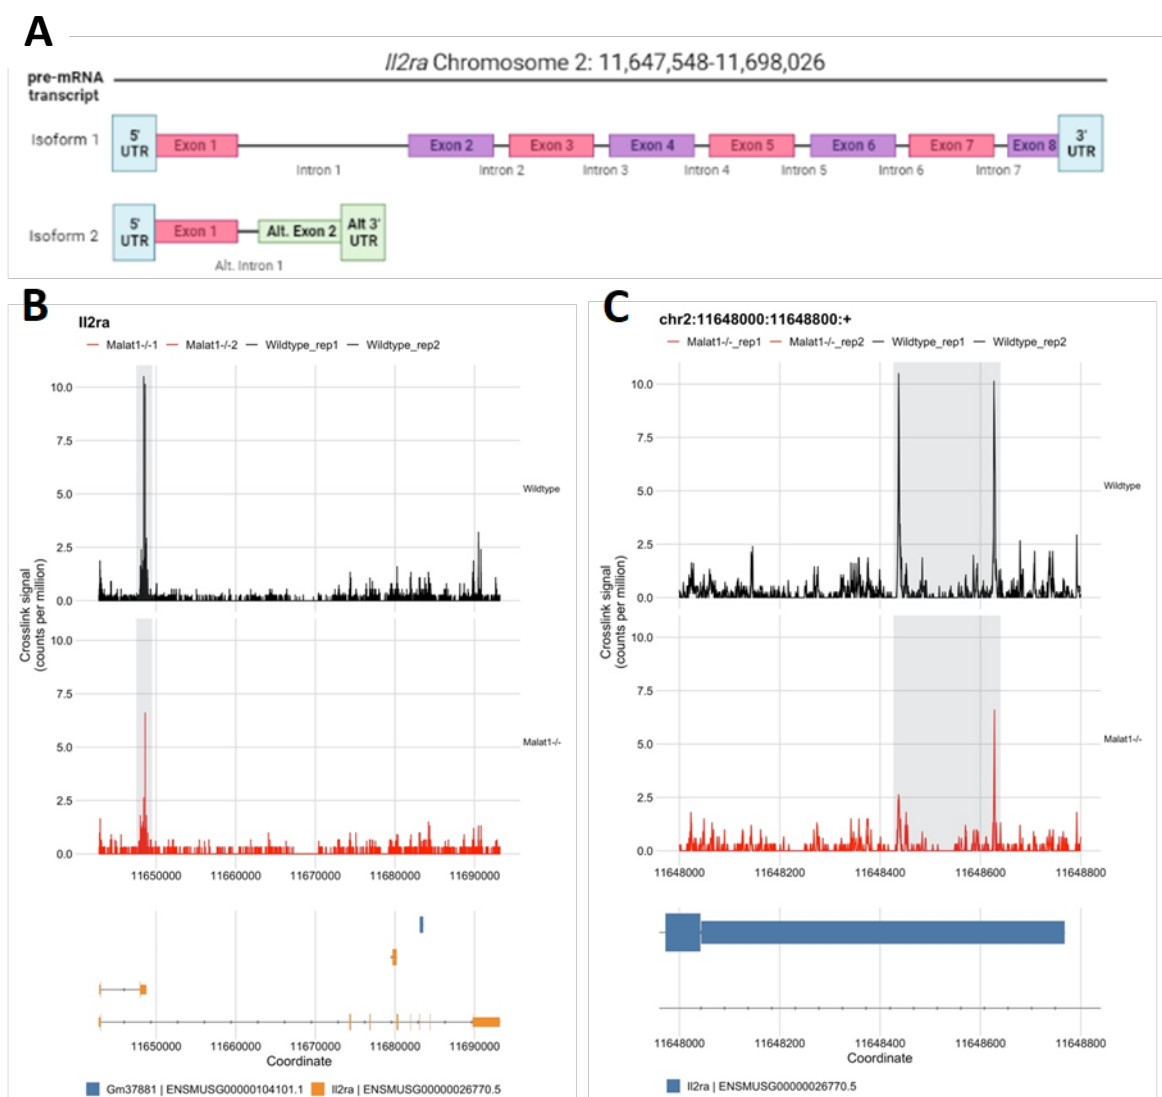 A
Il2ra Chromosome 2: 11,647,548-11,698,026
pre-mRNA
transcript
Isoform 1
5'
UTR
Exon 1
Exon 2
Exon 3
Exon 4
Exon 5
Exon 6
Exon 7
Exon 8
3'
UTR
Intron 1
Intron 2
Intron 3
Intron 4
Intron 5
Intron 6
Intron 7
Isoform 2
5'
UTR
Exon 1
Alt. Exon 2
Alt 3'
UTR
Alt. Intron 1
B
Il2ra
Malat1-/-1 Malat1-/-2 Wildtype_rep1 Wildtype_rep2
10.0
7.5
5.0
2.5
0.0
Wildtype
Crosslink signal
(counts per million)
10.0
7.5
5.0
2.5
0.0
Malat1-/-
11650000 11660000 11670000 11680000 11690000
11650000 11660000 11670000 11680000 11690000
Coordinate
Gm37881 | ENSMUSG00000104101.1 Il2ra | ENSMUSG00000026770.5
C
chr2:11648000:11648800:+
Malat1-/-_rep1 Malat1-/-_rep2 Wildtype_rep1 Wildtype_rep2
10.0
7.5
5.0
2.5
0.0
Wildtype
Crosslink signal
(counts per million)
10.0
7.5
5.0
2.5
0.0
Malat1-/-
11648000 11648200 11648400 11648600 11648800
11648000 11648200 11648400 11648600 11648800
Coordinate
Il2ra | ENSMUSG00000026770.5